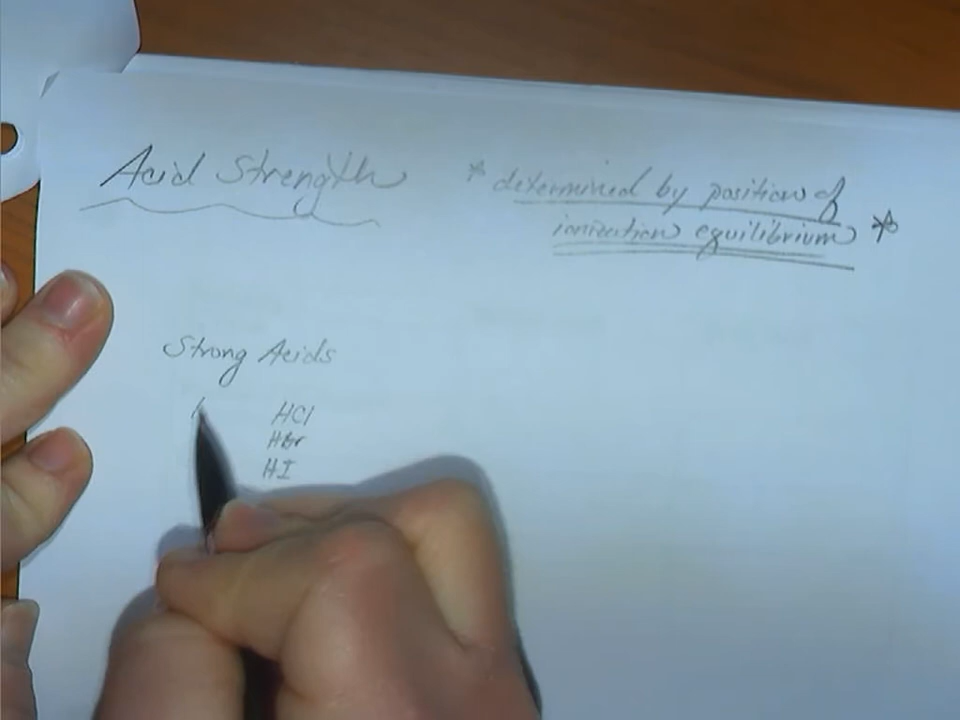 Acid Strength
* determined by position of
ionization equilibrium *
Strong Acids
HCl
HBr
HI